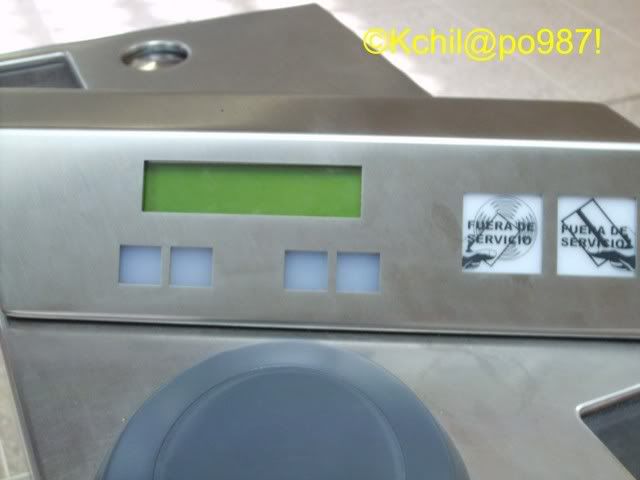 ©Kchil@po987!
FUERA DE
SERVICIO
FUERA DE
SERVICIO